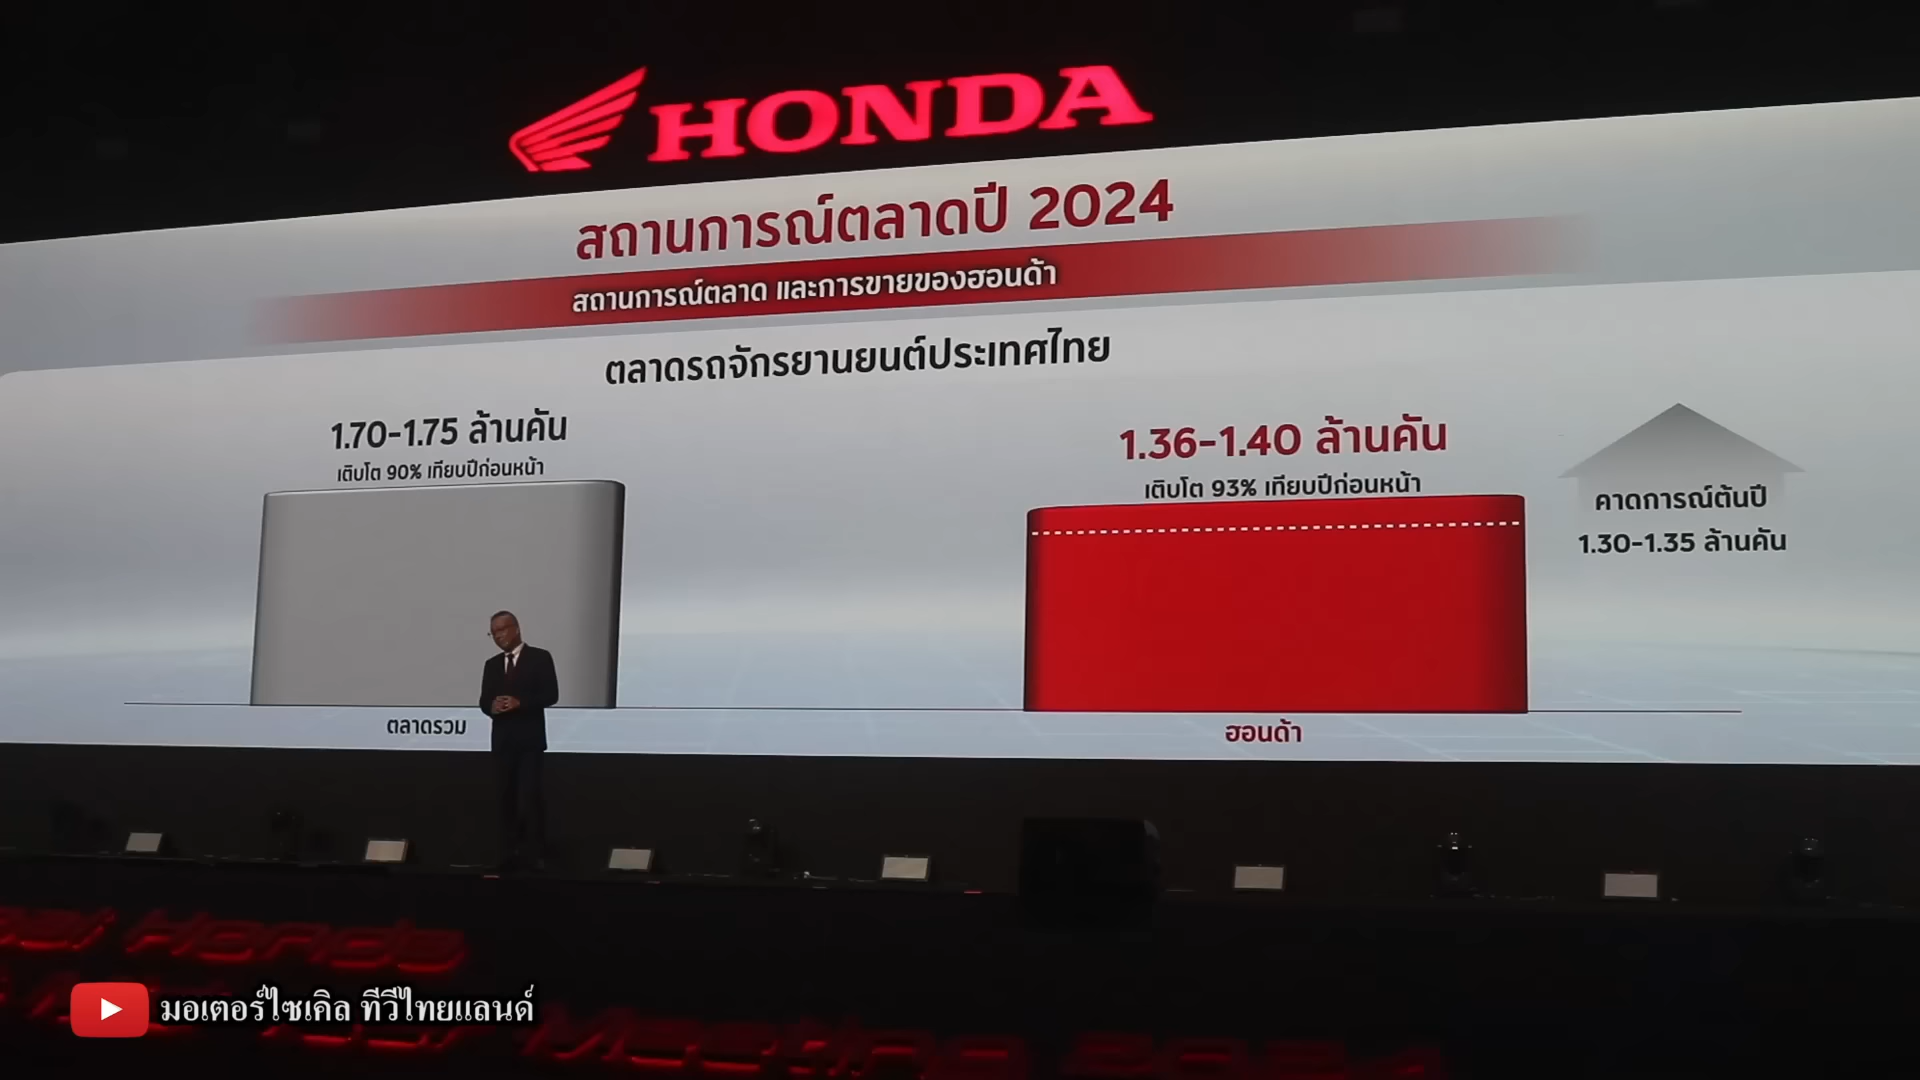 HONDA
สถานการณ์ตลาดปี 2024
สถานการณ์ตลาด และการขายของฮอนด้า
ตลาดรถจักรยานยนต์ประเทศไทย
1.70-1.75 ล้านคัน
เติบโต 90% เทียบปีก่อนหน้า
1.36-1.40 ล้านคัน
เติบโต 93% เทียบปีก่อนหน้า
คาดการณ์ต้นปี
1.30-1.35 ล้านคัน
ตลาดรวม
ฮอนด้า
Honda
มอเตอร์ไซเคิล ทีวีไทยแลนด์
Meeting 2024